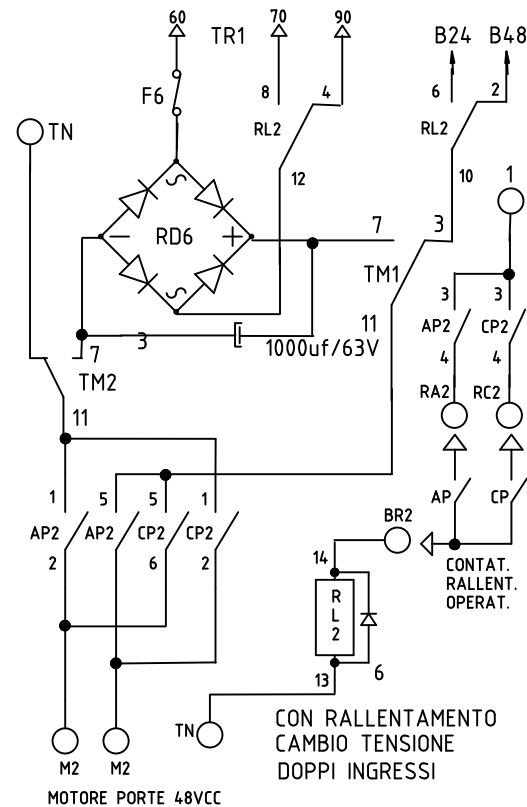 60 70 90
TR1
B24 B48
F6
8 4
RL2
6 2
RL2
TN
12
10
1
RD6
− +
7 3
TM1
3 3
11
AP2 CP2
3
1000uf/63V
7
TM2
4 4
RA2 RC2
11
1 5 5 1
AP CP
AP2 AP2 CP2 CP2
BR2
2 6 2
14
CONTAT.
RALLENT.
OPERAT.
RL2
13 6
TN
M2 M2
CON RALLENTAMENTO
CAMBIO TENSIONE
DOPPI INGRESSI
MOTORE PORTE 48VCC